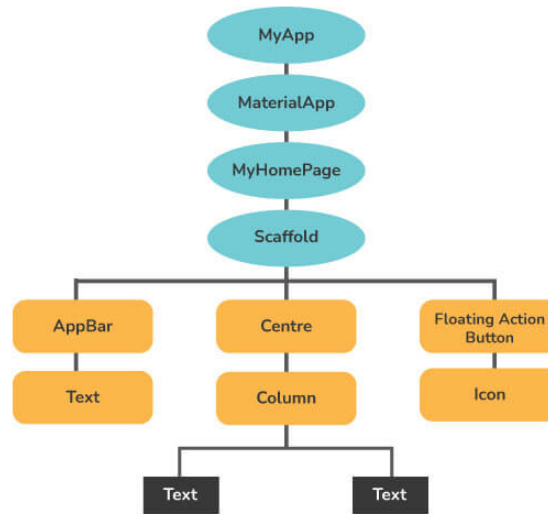 MyApp
MaterialApp
MyHomePage
Scaffold
AppBar
Centre
Floating Action
Button
Text
Column
Icon
Text
Text